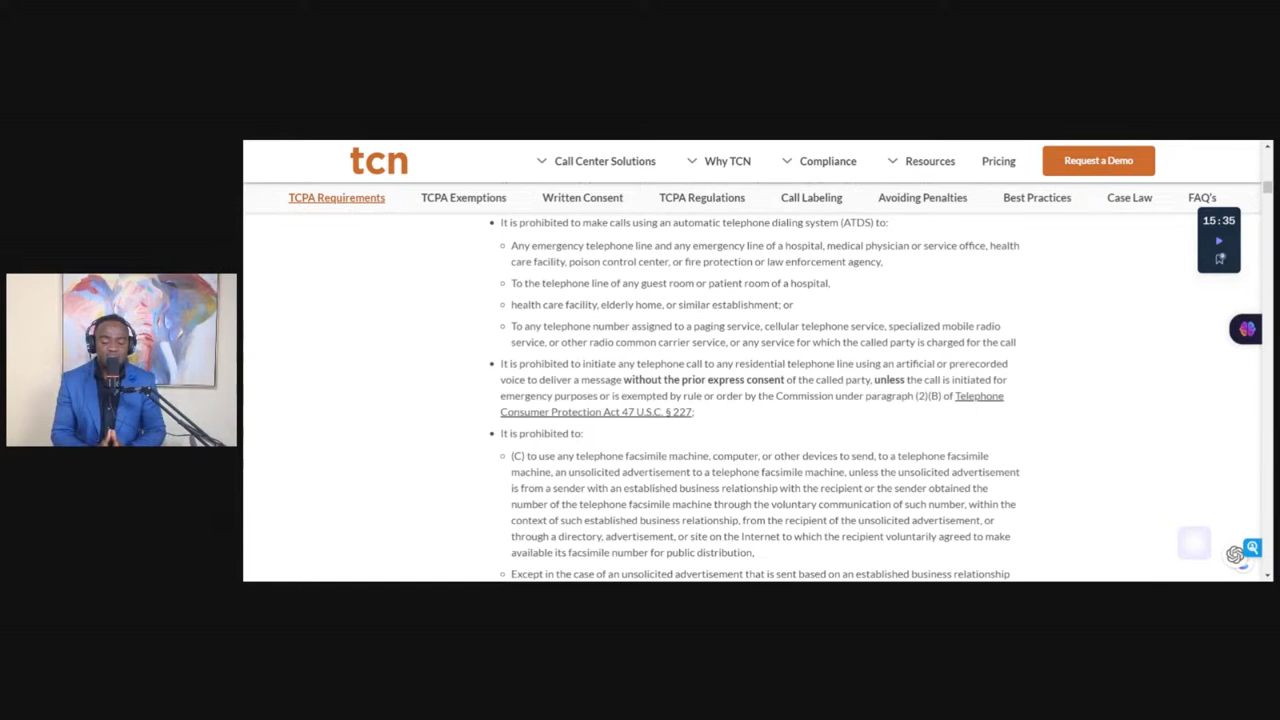 tcn
Call Center Solutions
Why TCN
Compliance
Resources
Pricing
Request a Demo
TCPA Requirements
TCPA Exemptions
Written Consent
TCPA Regulations
Call Labeling
Avoiding Penalties
Best Practices
Case Law
FAQ's
15:35
• It is prohibited to make calls using an automatic telephone dialing system (ATDS) to:
○ Any emergency telephone line and any emergency line of a hospital, medical physician or service office, health
care facility, poison control center, or fire protection or law enforcement agency,
○ To the telephone line of any guest room or patient room of a hospital,
○ health care facility, elderly home, or similar establishment; or
○ To any telephone number assigned to a paging service, cellular telephone service, specialized mobile radio
service, or other radio common carrier service, or any service for which the called party is charged for the call
• It is prohibited to initiate any telephone call to any residential telephone line using an artificial or prerecorded
voice to deliver a message without the prior express consent of the called party, unless the call is initiated for
emergency purposes or is exempted by rule or order by the Commission under paragraph (2)(B) of Telephone
Consumer Protection Act 47 U.S.C. § 227;
• It is prohibited to:
○ (C) to use any telephone facsimile machine, computer, or other devices to send, to a telephone facsimile
machine, an unsolicited advertisement to a telephone facsimile machine, unless the unsolicited advertisement
is from a sender with an established business relationship with the recipient or the sender obtained the
number of the telephone facsimile machine through the voluntary communication of such number, within the
context of such established business relationship, from the recipient of the unsolicited advertisement, or
through a directory, advertisement, or site on the Internet to which the recipient voluntarily agreed to make
available its facsimile number for public distribution,
○ Except in the case of an unsolicited advertisement that is sent based on an established business relationship